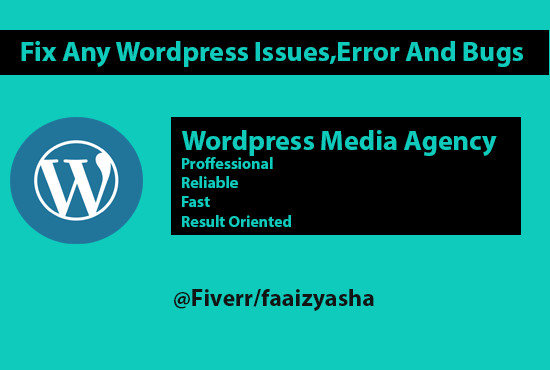 Fix Any Wordpress Issues,Error And Bugs
Wordpress Media Agency
Proffessional
Reliable
Fast
Result Oriented
@Fiverr/faaizyasha